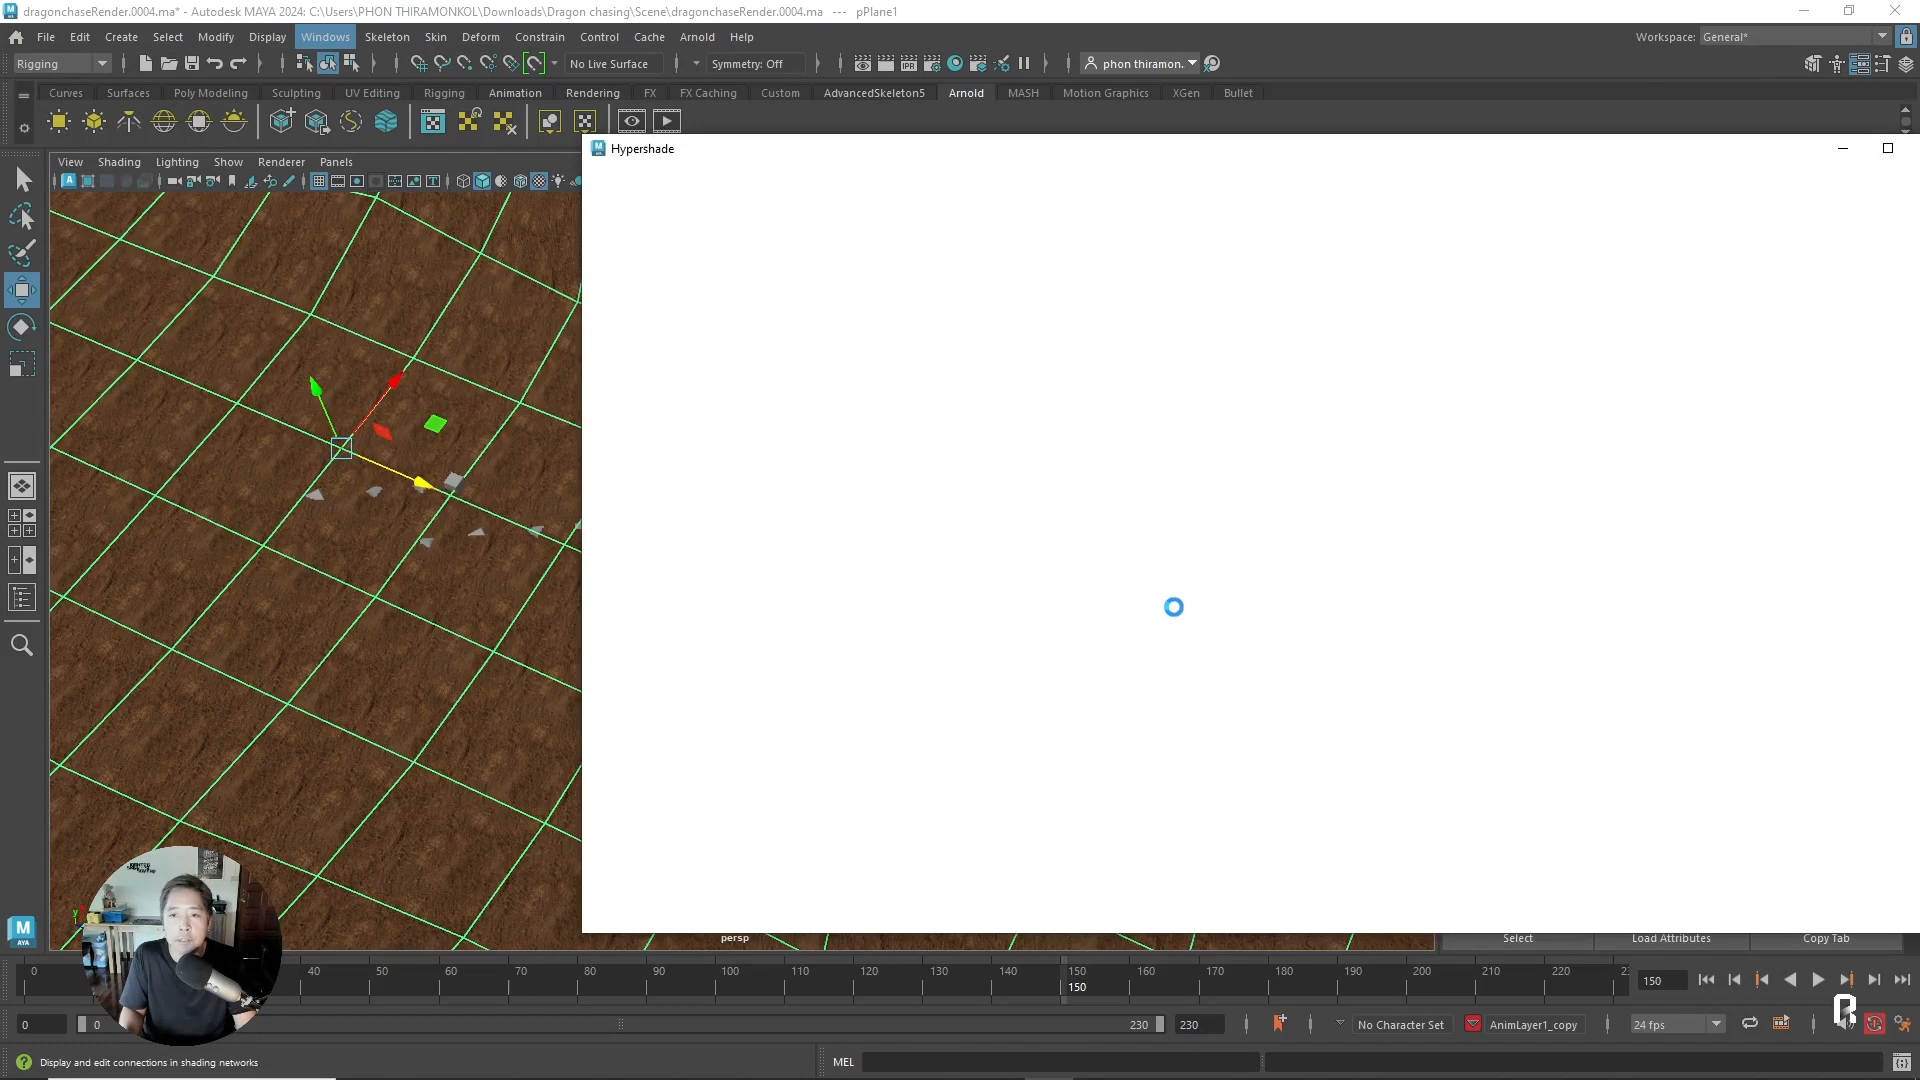 dragonchaseRender.0004.ma* - Autodesk MAYA 2024: C:\Users\PHON THIRAMONKOL\Downloads\Dragon chasing\Scene\dragonchaseRender.0004.ma --- pPlane1
File Edit Create Select Modify Display Windows Skeleton Skin Deform Constrain Control Cache Arnold Help
Workspace: General*
Rigging
No Live Surface
Symmetry: Off
IPR
phon thiramon.
Curves Surfaces Poly Modeling Sculpting UV Editing Rigging Animation Rendering FX FX Caching Custom AdvancedSkeleton5 Arnold MASH Motion Graphics XGen Bullet
Hypershade
View Shading Lighting Show Renderer Panels
persp
Select Load Attributes Copy Tab
0 40 50 60 70 80 90 100 110 120 130 140 150 160 170 180 190 200 210 220
150
150
0
0
230
230
No Character Set
AnimLayer1_copy
24 fps
Display and edit connections in shading networks
MEL
M
AYA